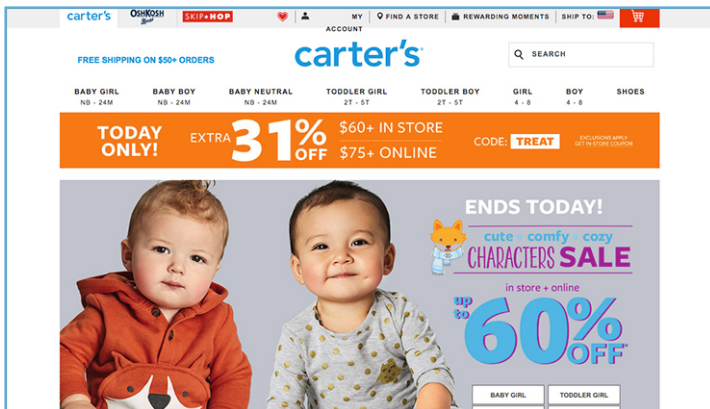 carter's OSHKOSH B'gosh SKIP★HOP MY ACCOUNT FIND A STORE REWARDING MOMENTS SHIP TO:
carter's
SEARCH
FREE SHIPPING ON $50+ ORDERS
BABY GIRL BABY BOY BABY NEUTRAL TODDLER GIRL TODDLER BOY GIRL BOY SHOES
NB - 24M NB - 24M NB - 24M 2T - 5T 2T - 5T 4 - 8 4 - 8
TODAY ONLY!
EXTRA 31% OFF
$60+ IN STORE
$75+ ONLINE
CODE: TREAT
EXCLUSIONS APPLY
GET IN-STORE COUPON
ENDS TODAY!
cute • comfy • cozy
CHARACTERS SALE
in store + online
up to 60% OFF*
BABY GIRL TODDLER GIRL